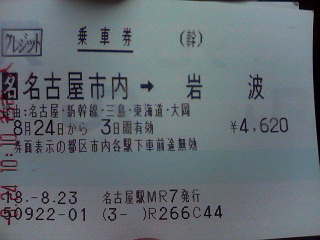 クレジット 乗車券 (幹)
名 名古屋市内 → 岩波
由:名古屋・新幹線・三島・東海道・大岡
8月24日から 3日間有効 ¥4,620
券面表示の都区市内各駅下車前途無効
-8.-8.23 名古屋駅MR7発行
60922-01 (3- )R266C44